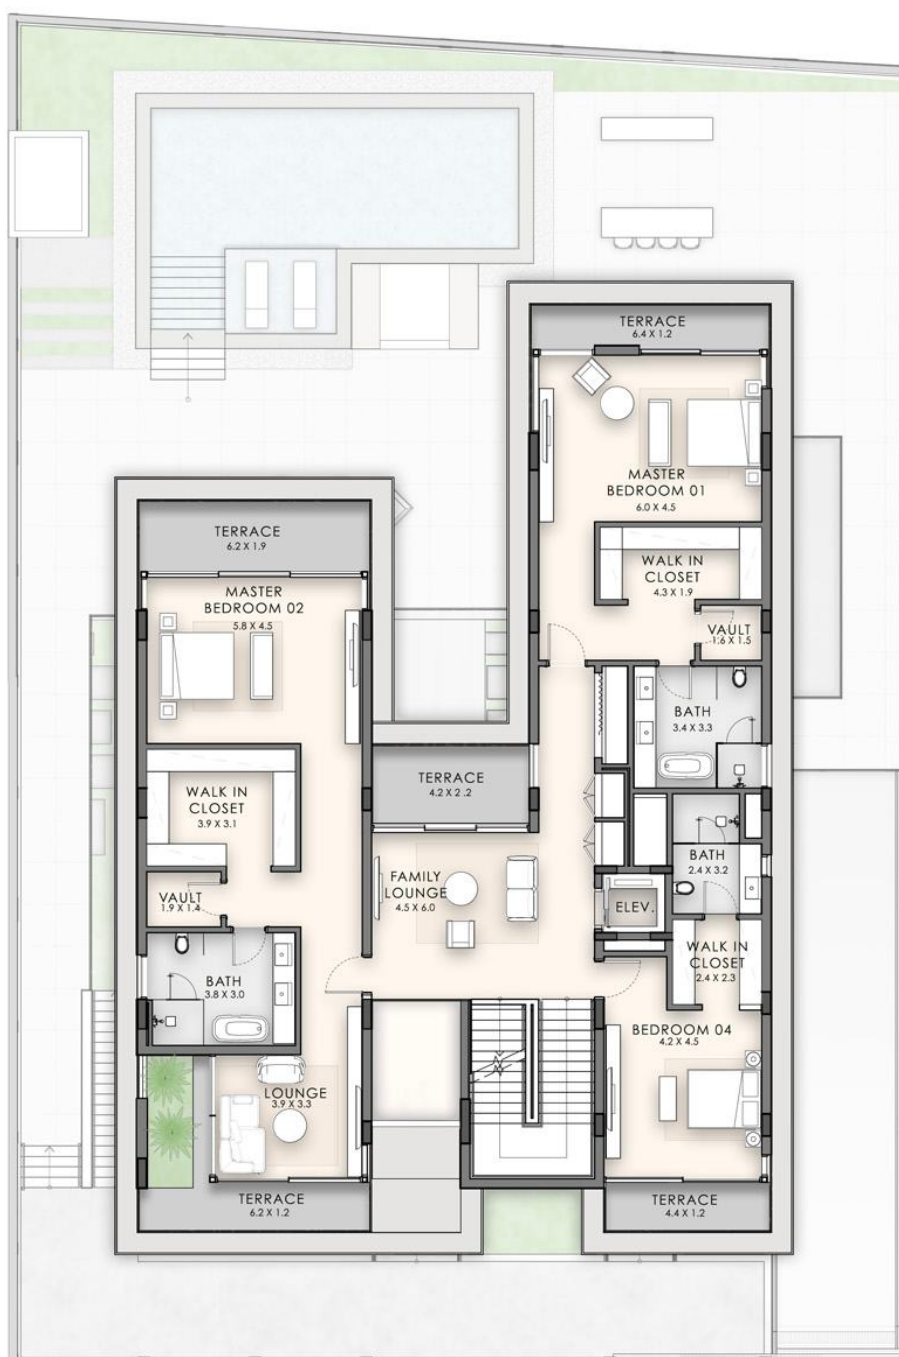 TERRACE
6.4 X 1.2
MASTER
BEDROOM 01
6.0 X 4.5
WALK IN
CLOSET
4.3 X 1.9
VAULT
1.6 X 1.5
BATH
3.4 X 3.3
TERRACE
6.2 X 1.9
MASTER
BEDROOM 02
5.8 X 4.5
WALK IN
CLOSET
3.9 X 3.1
VAULT
1.9 X 1.4
BATH
3.8 X 3.0
TERRACE
4.2 X 2.2
FAMILY
LOUNGE
4.5 X 6.0
ELEV.
BATH
2.4 X 3.2
WALK IN
CLOSET
2.4 X 2.3
BEDROOM 04
4.2 X 4.5
LOUNGE
3.9 X 3.3
TERRACE
6.2 X 1.2
TERRACE
4.4 X 1.2